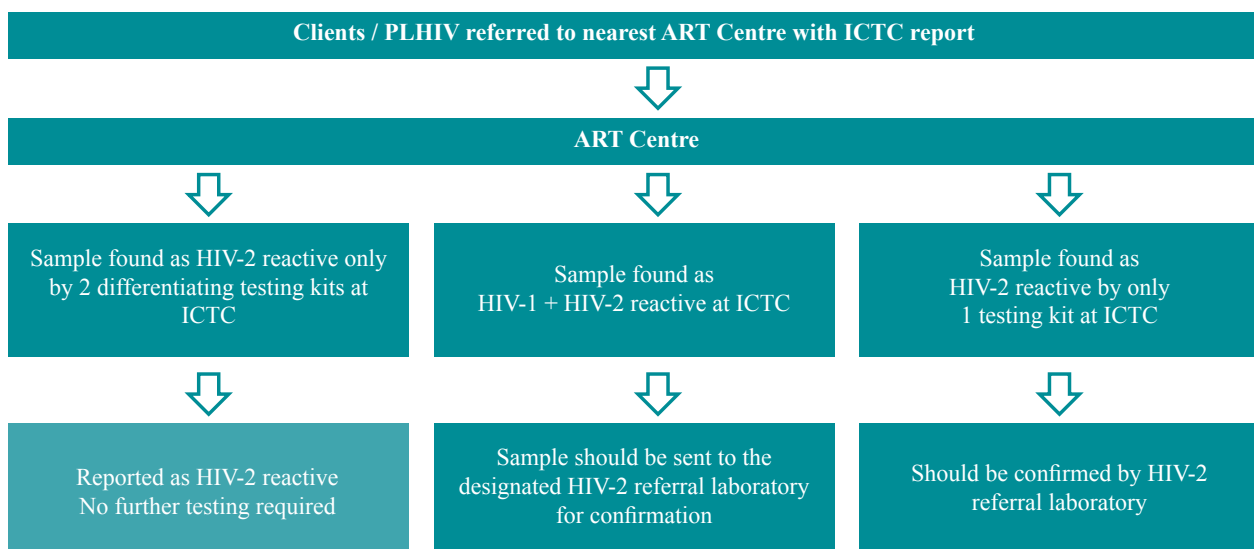 Clients / PLHIV referred to nearest ART Centre with ICTC report
ART Centre
Sample found as HIV-2 reactive only
by 2 differentiating testing kits at
ICTC
Sample found as
HIV-1 + HIV-2 reactive at ICTC
Sample found as
HIV-2 reactive by only
1 testing kit at ICTC
Reported as HIV-2 reactive
No further testing required
Sample should be sent to the
designated HIV-2 referral laboratory
for confirmation
Should be confirmed by HIV-2
referral laboratory